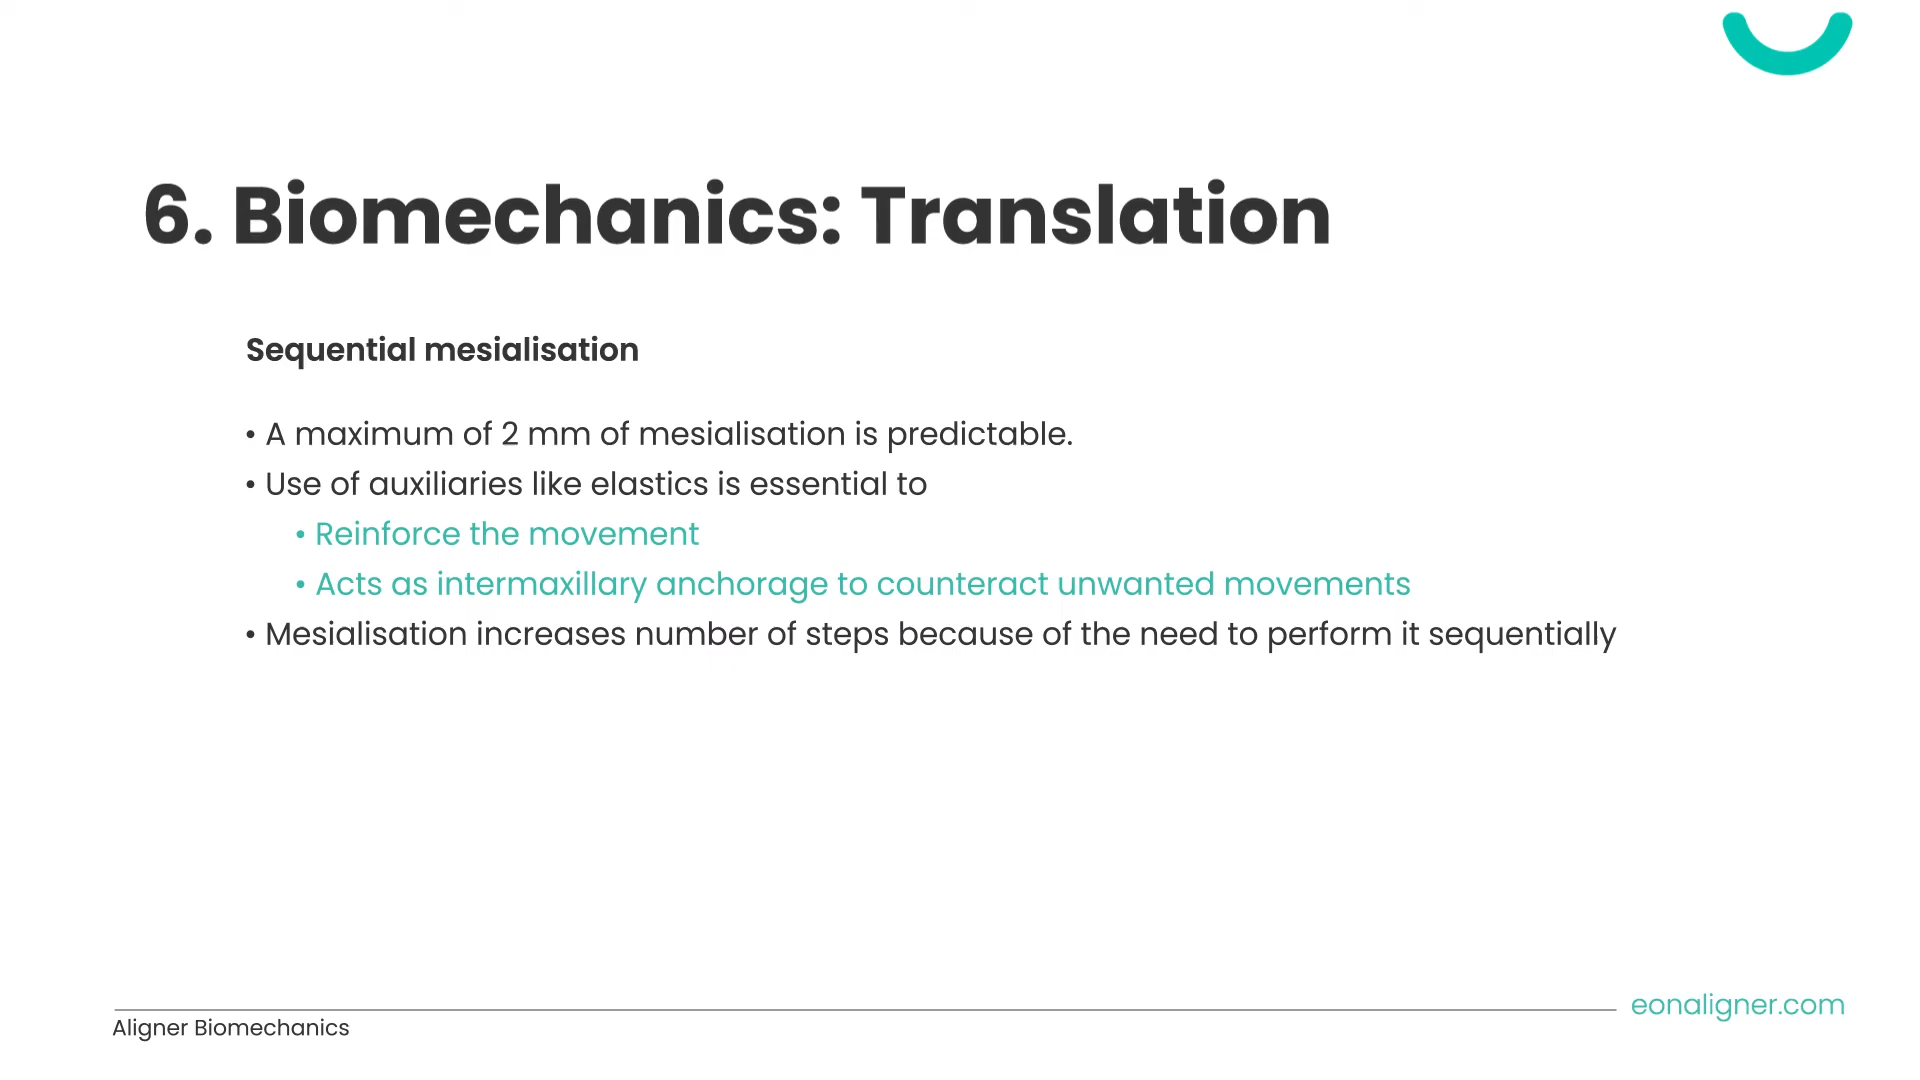 6. Biomechanics: Translation
Sequential mesialisation
• A maximum of 2 mm of mesialisation is predictable.
• Use of auxiliaries like elastics is essential to
• Reinforce the movement
• Acts as intermaxillary anchorage to counteract unwanted movements
• Mesialisation increases number of steps because of the need to perform it sequentially
eonaligner.com
Aligner Biomechanics